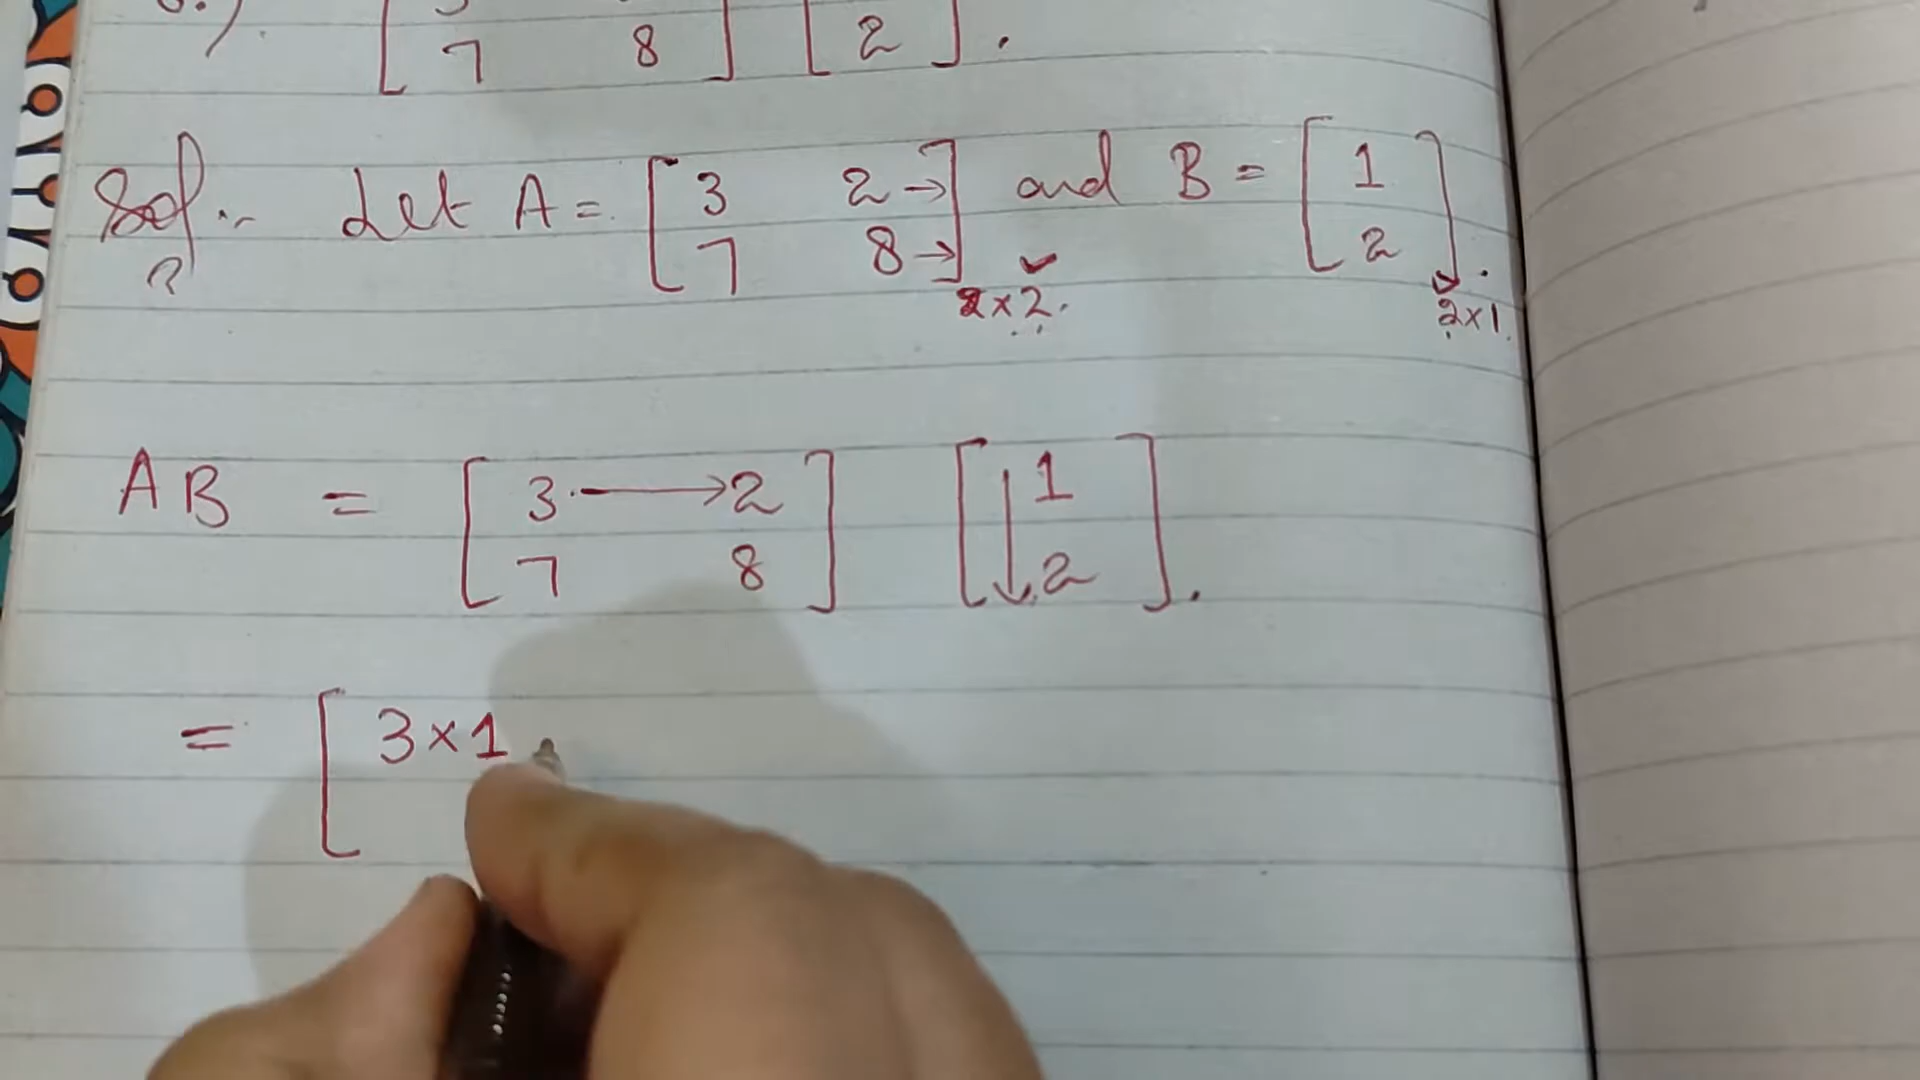 7 8 2 .
Sol:- Let A = [ 3 2 → ] and B = [ 1
7 8 → 2 ] .
2×2. 2×1.
AB = [ 3 → 2 ] [ 1
7 8 2 ] .
= [ 3×1